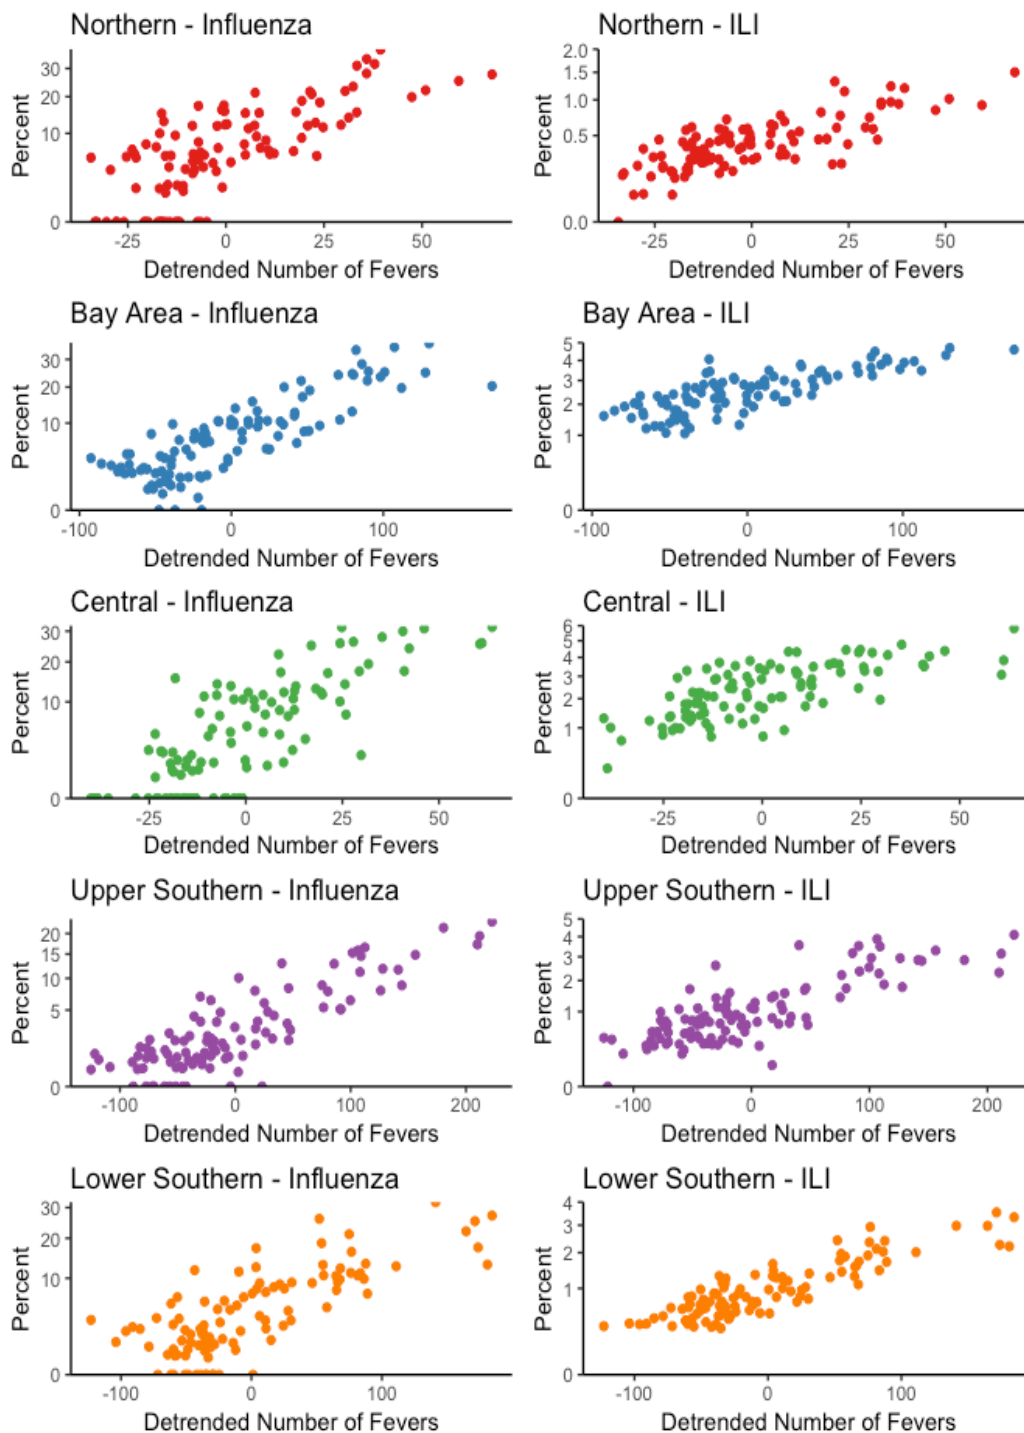 Northern - Influenza
Northern - ILI
Percent
30
20
10
0
-25
0
25
50
Detrended Number of Fevers
Percent
2.0
1.5
1.0
0.5
0.0
-25
0
25
50
Detrended Number of Fevers
Bay Area - Influenza
Bay Area - ILI
Percent
30
20
10
0
-100
0
100
Detrended Number of Fevers
Percent
5
4
3
2
1
0
-100
0
100
Detrended Number of Fevers
Central - Influenza
Central - ILI
Percent
30
20
10
0
-25
0
25
50
Detrended Number of Fevers
Percent
6
5
4
3
2
1
0
-25
0
25
50
Detrended Number of Fevers
Upper Southern - Influenza
Upper Southern - ILI
Percent
20
15
10
5
0
-100
0
100
200
Detrended Number of Fevers
Percent
5
4
3
2
1
0
-100
0
100
200
Detrended Number of Fevers
Lower Southern - Influenza
Lower Southern - ILI
Percent
30
20
10
0
-100
0
100
Detrended Number of Fevers
Percent
4
3
2
1
0
-100
0
100
Detrended Number of Fevers